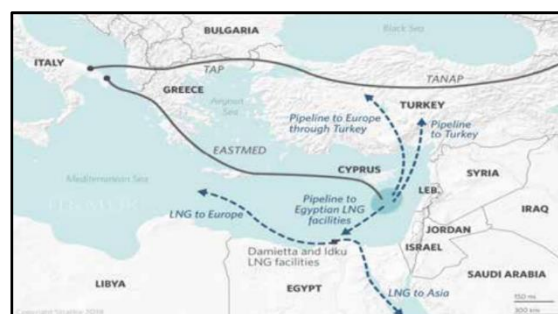 Black Sea
BULGARIA
ITALY
TAP
TANAP
GREECE
Aegean
Sea
Pipeline to Europe
through Turkey
TURKEY
Pipeline
to Turkey
EASTMED
CYPRUS
SYRIA
Mediterranean Sea
LEB.
Pipeline to
Egyptian LNG
facilities
LNG to Europe
IRAQ
JORDAN
ISRAEL
Damietta and Idku
LNG facilities
SAUDI ARABIA
LIBYA
EGYPT
LNG to Asia
150 mi
300 km